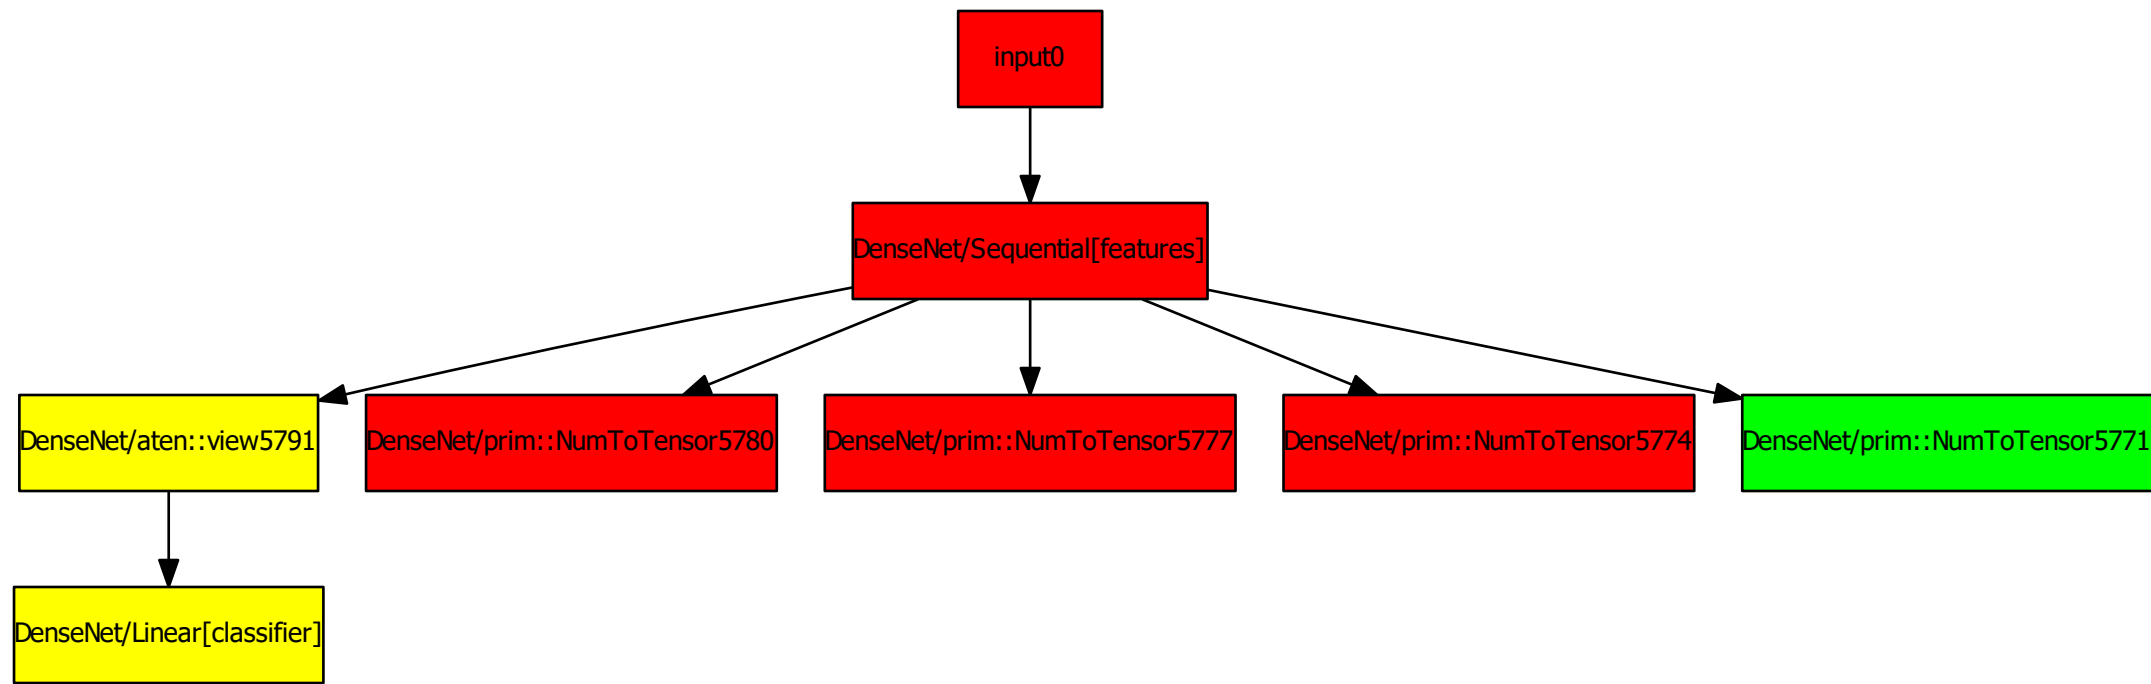 input0
DenseNet/Sequential[features]
DenseNet/aten::view5791
DenseNet/prim::NumToTensor5780
DenseNet/prim::NumToTensor5777
DenseNet/prim::NumToTensor5774
DenseNet/prim::NumToTensor5771
DenseNet/Linear[classifier]